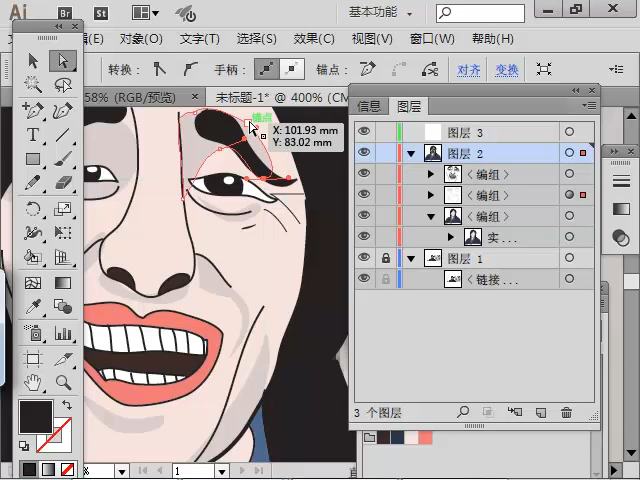 Ai Br St 基本功能
(E) 对象(O) 文字(T) 选择(S) 效果(C) 视图(V) 窗口(W) 帮助(H)
转换: 手柄: 锚点: 对齐 变换
58% (RGB/预览) × 未标题-1* @ 400% (CM
信息 图层
锚点
X: 101.93 mm
Y: 83.02 mm
图层 3
图层 2
<编组>
<编组>
<编组>
实...
图层 1
<链接...
3 个图层
% 1